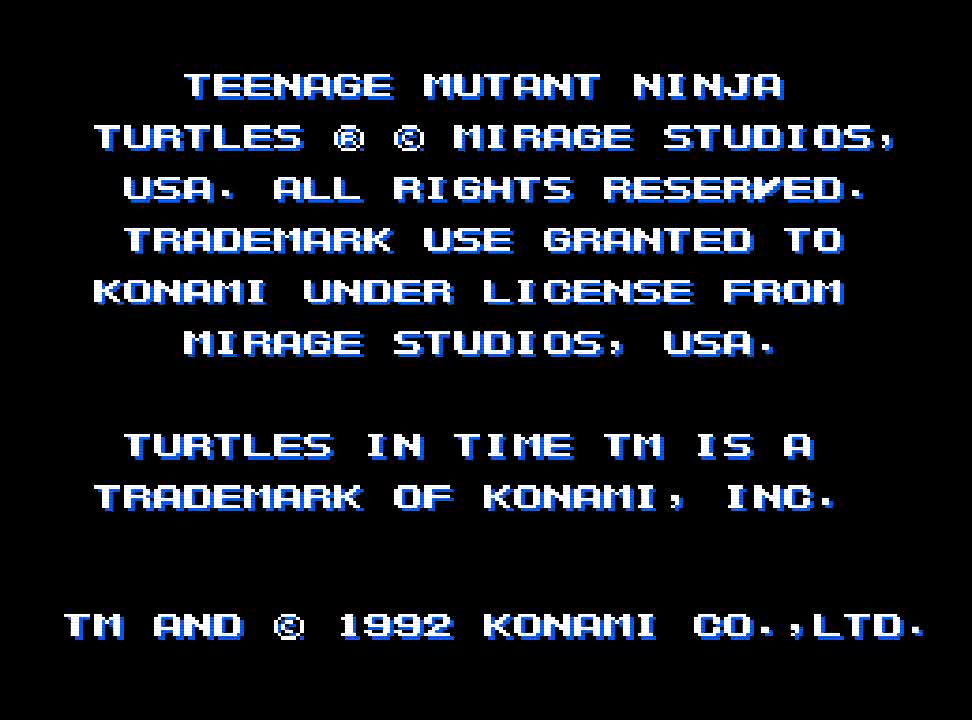 TEENAGE MUTANT NINJA
TURTLES ® © MIRAGE STUDIOS,
USA. ALL RIGHTS RESERVED.
TRADEMARK USE GRANTED TO
KONAMI UNDER LICENSE FROM
MIRAGE STUDIOS, USA.
TURTLES IN TIME TM IS A
TRADEMARK OF KONAMI, INC.
TM AND © 1992 KONAMI CO.,LTD.